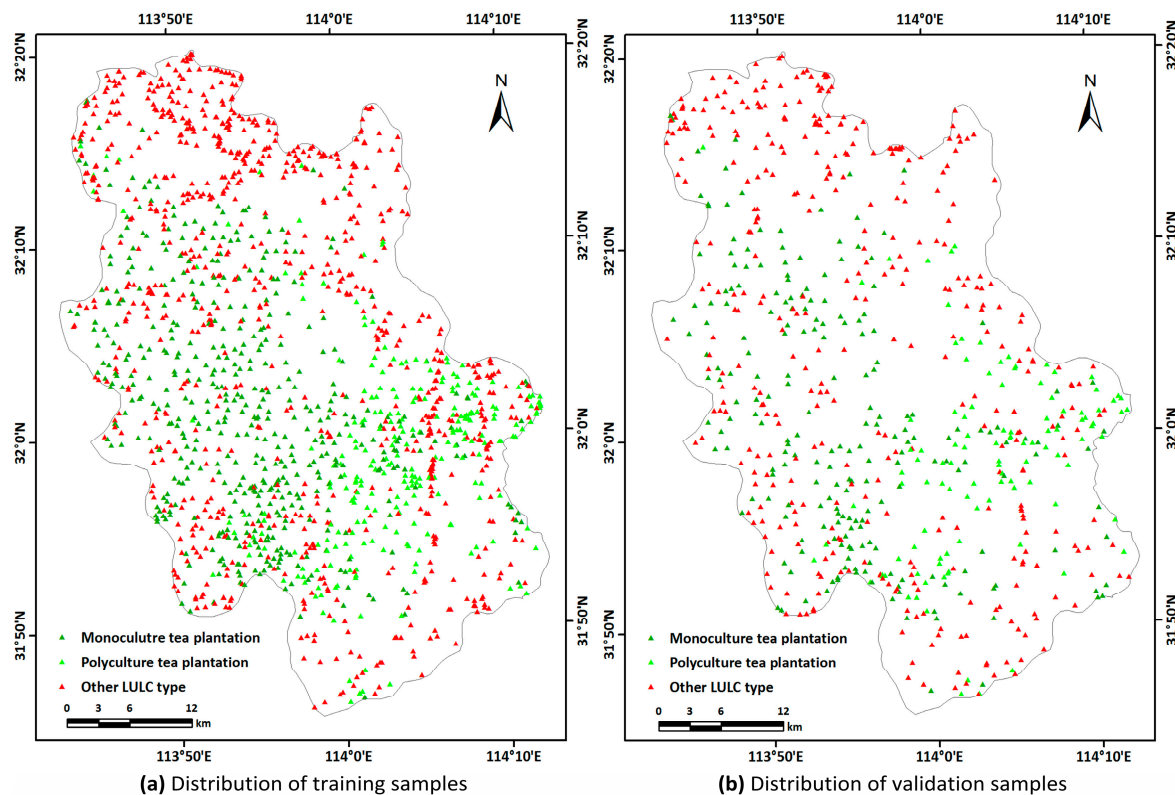 113°50'E 114°0'E 114°10'E
32°20'N 32°10'N 32°0'N 31°50'N
32°20'N 32°10'N 32°0'N 31°50'N
N
Monoculutre tea plantation
Polyculture tea plantation
Other LULC type
0 3 6 12
km
113°50'E 114°0'E 114°10'E
(a) Distribution of training samples
113°50'E 114°0'E 114°10'E
32°20'N 32°10'N 32°0'N 31°50'N
32°20'N 32°10'N 32°0'N 31°50'N
N
Monoculture tea plantation
Polyculture tea plantation
Other LULC type
0 3 6 12
km
113°50'E 114°0'E 114°10'E
(b) Distribution of validation samples